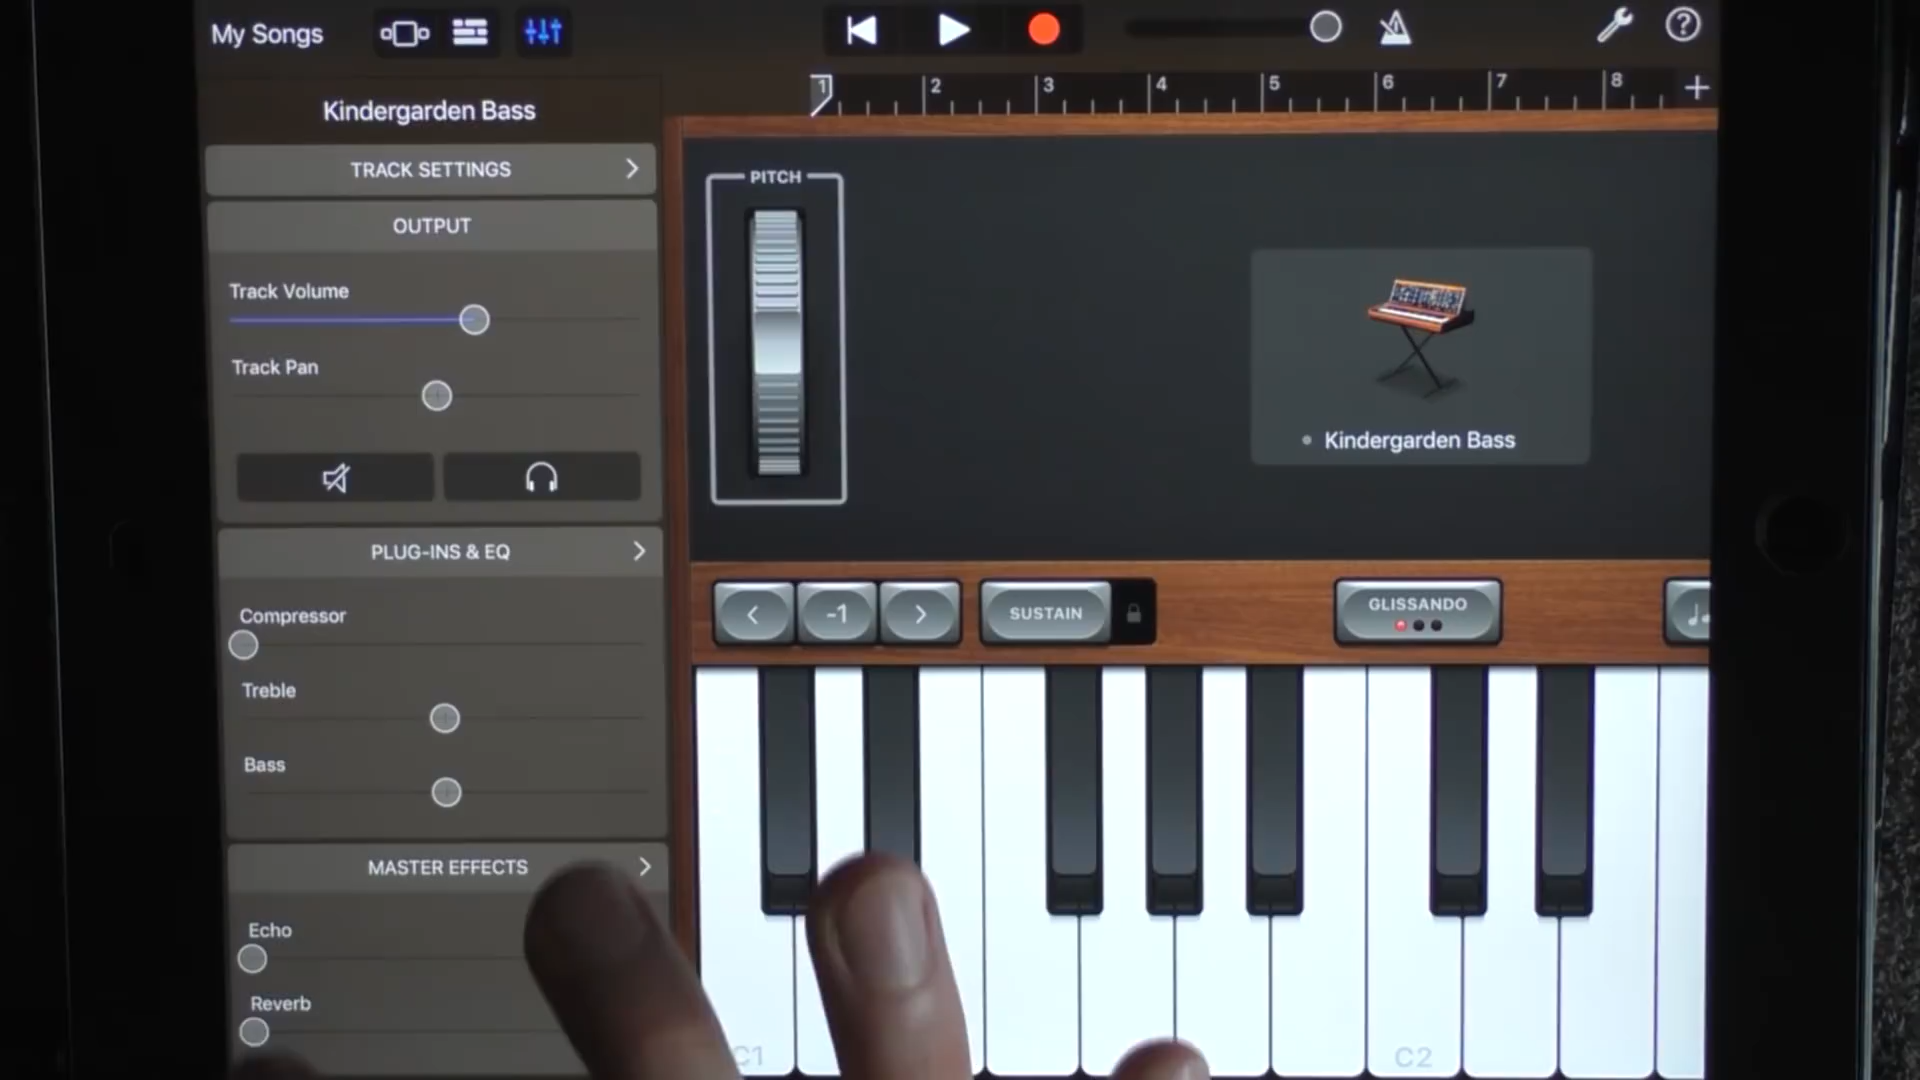 My Songs
1 2 3 4 5 6 7 8 +
Kindergarden Bass
TRACK SETTINGS
OUTPUT
Track Volume
Track Pan
PLUG-INS & EQ
Compressor
Treble
Bass
MASTER EFFECTS
Echo
Reverb
PITCH
Kindergarden Bass
-1
SUSTAIN
GLISSANDO
C1
C2